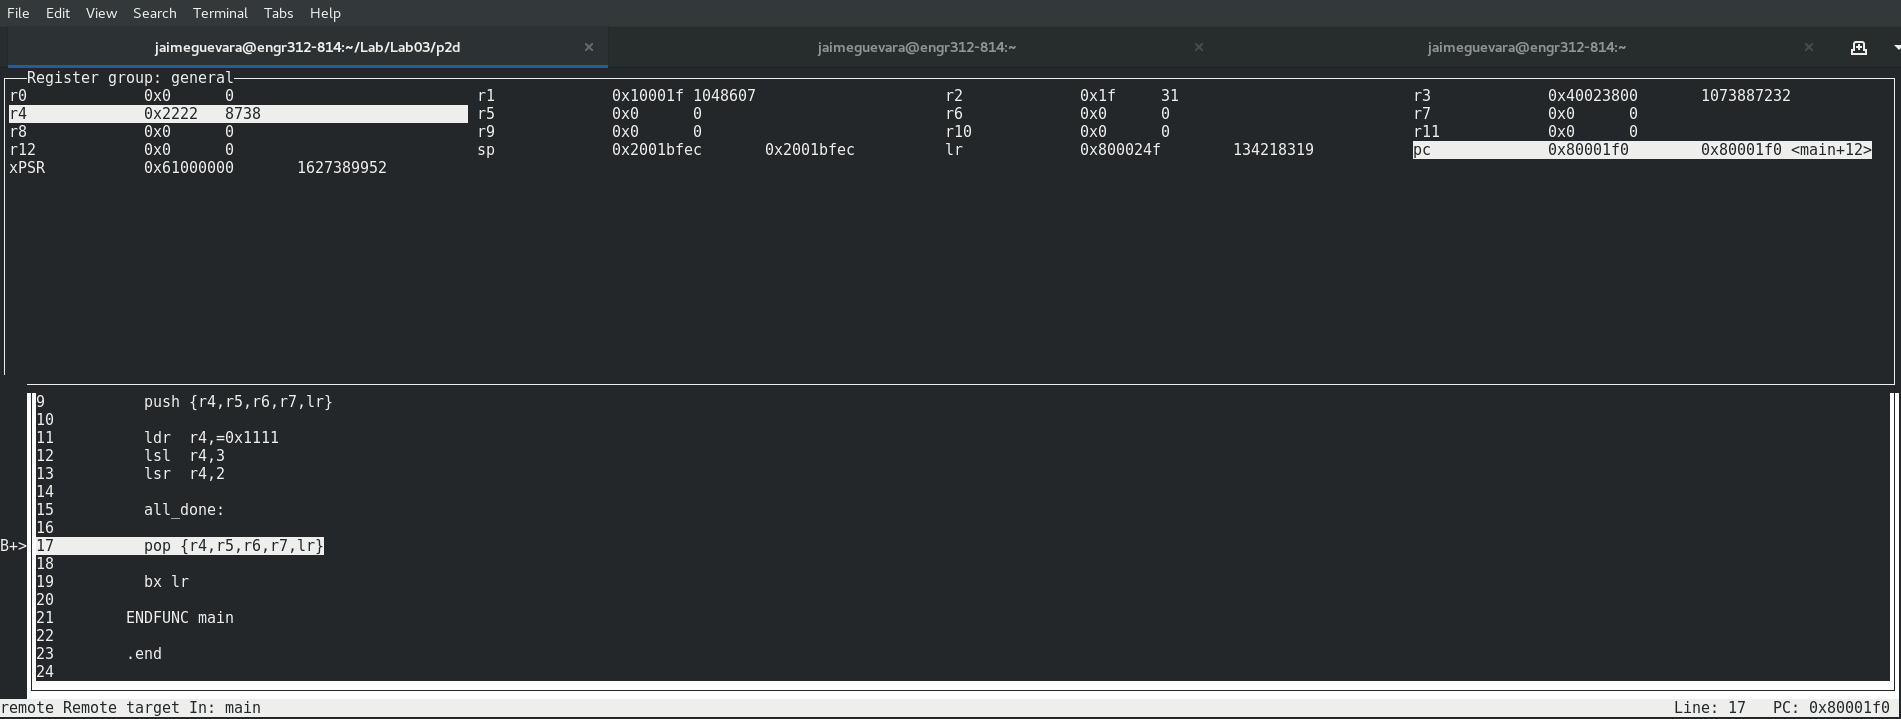 File Edit View Search Terminal Tabs Help
jaimeguevara@engr312-814:~/Lab/Lab03/p2d × jaimeguevara@engr312-814:~ × jaimeguevara@engr312-814:~ ×
Register group: general
r0 0x0 0 r1 0x10001f 1048607 r2 0x1f 31 r3 0x40023800 1073887232
r4 0x2222 8738 r5 0x0 0 r6 0x0 0 r7 0x0 0
r8 0x0 0 r9 0x0 0 r10 0x0 0 r11 0x0 0
r12 0x0 0 sp 0x2001bfec 0x2001bfec lr 0x800024f 134218319 pc 0x80001f0 0x80001f0 <main+12>
xPSR 0x61000000 1627389952
9 push {r4,r5,r6,r7,lr}
10
11 ldr r4,=0x1111
12 lsl r4,3
13 lsr r4,2
14
15 all_done:
16
B+> 17 pop {r4,r5,r6,r7,lr}
18
19 bx lr
20
21 ENDFUNC main
22
23 .end
24
remote Remote target In: main Line: 17 PC: 0x80001f0